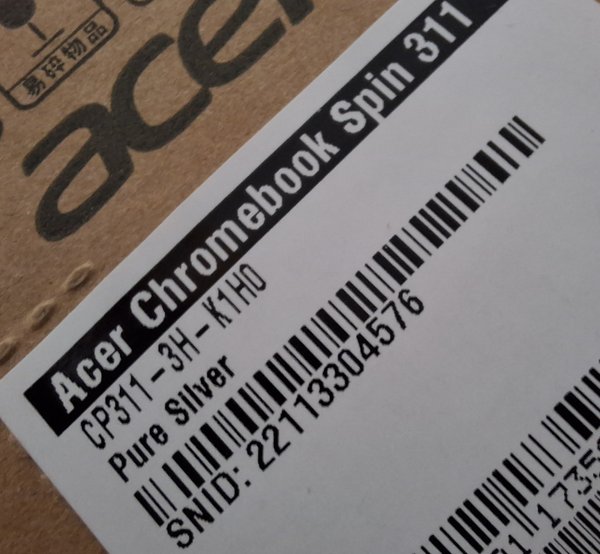 易碎物品
acer
Acer Chromebook Spin 311
CP311-3H-K1H0
Pure Silver
SNID: 22113304576